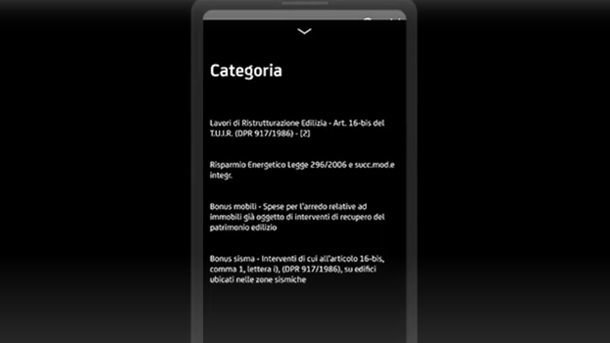 Categoria
Lavori di Ristrutturazione Edilizia - Art. 16-bis del
T.U.I.R. (DPR 917/1986) - [2]
Risparmio Energetico Legge 296/2006 e succ.mod.e
integr.
Bonus mobili - Spese per l'arredo relative ad
immobili già oggetto di interventi di recupero del
patrimonio edilizio
Bonus sisma - Interventi di cui all'articolo 16-bis,
comma 1, lettera i), (DPR 917/1986), su edifici
ubicati nelle zone sismiche